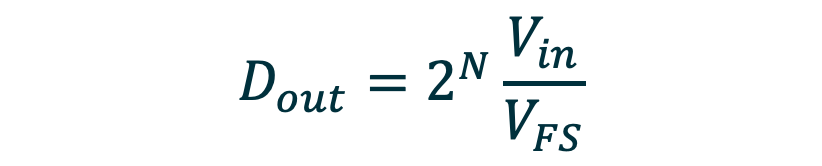 D_out = 2^N V_in / V_FS